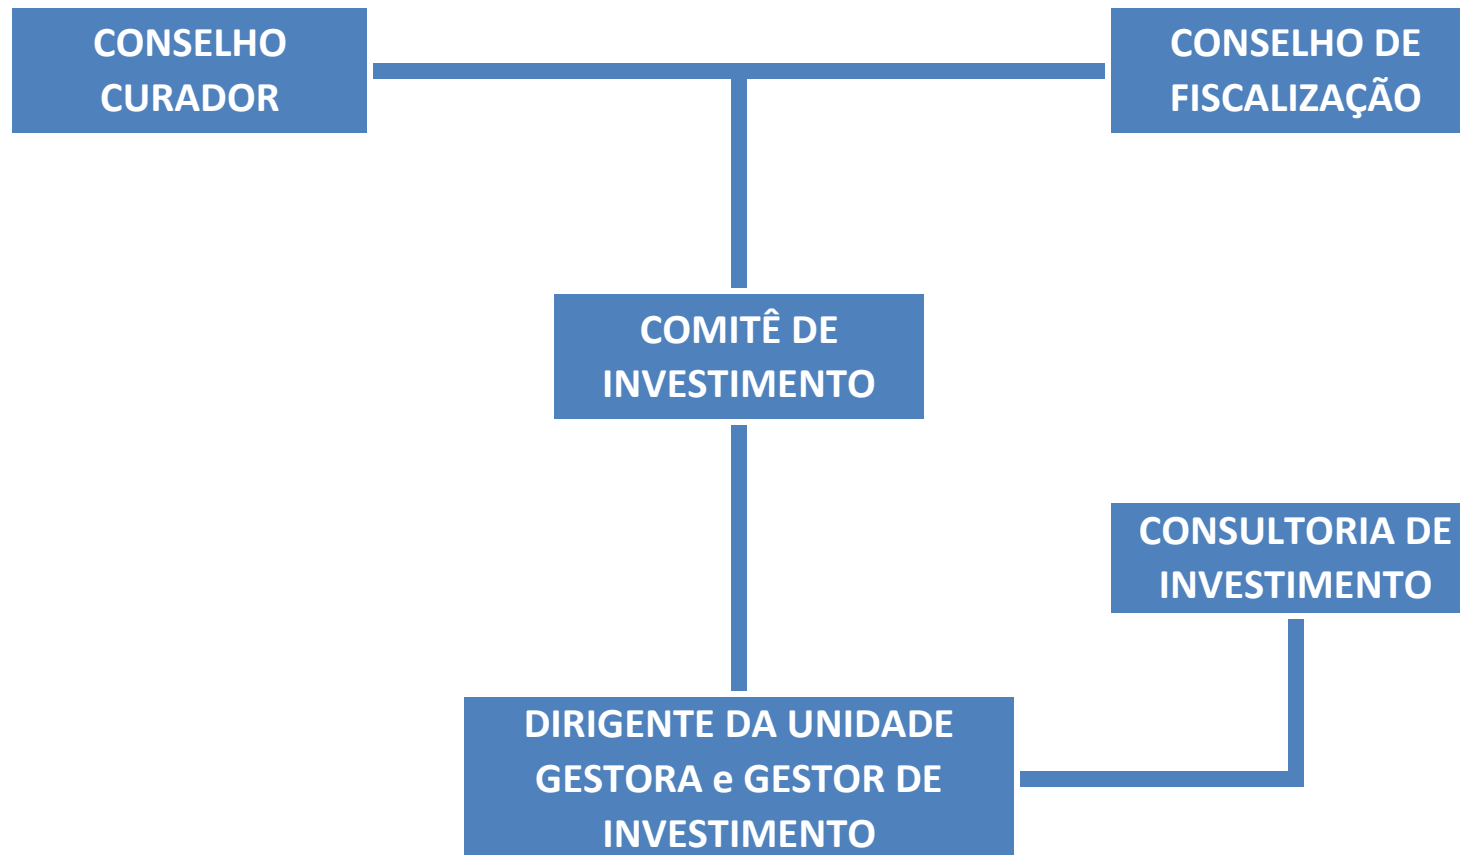 CONSELHO
CURADOR
CONSELHO DE
FISCALIZAÇÃO
COMITÊ DE
INVESTIMENTO
CONSULTORIA DE
INVESTIMENTO
DIRIGENTE DA UNIDADE
GESTORA e GESTOR DE
INVESTIMENTO